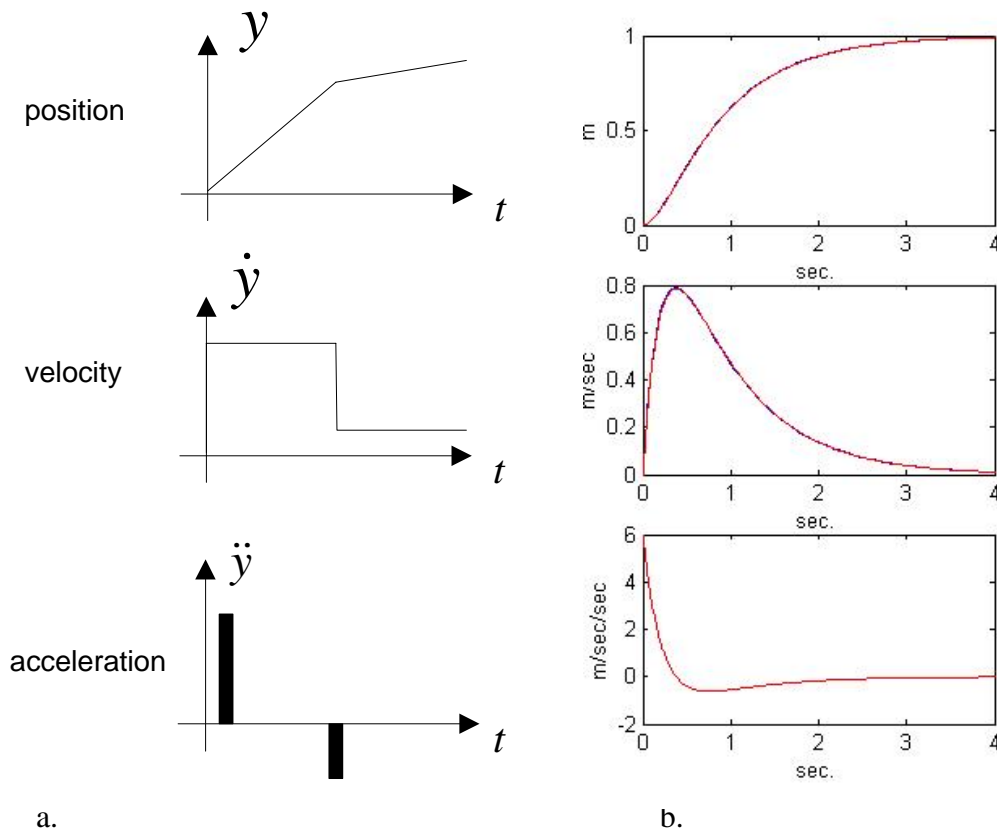 y
position
t
ẏ
velocity
t
ÿ
acceleration
t
a.
1
0.5
0
m
0 1 2 3 4
sec.
0.8
0.6
0.4
0.2
0
m/sec
0 1 2 3 4
sec.
6
4
2
0
-2
m/sec/sec
0 1 2 3 4
sec.
b.